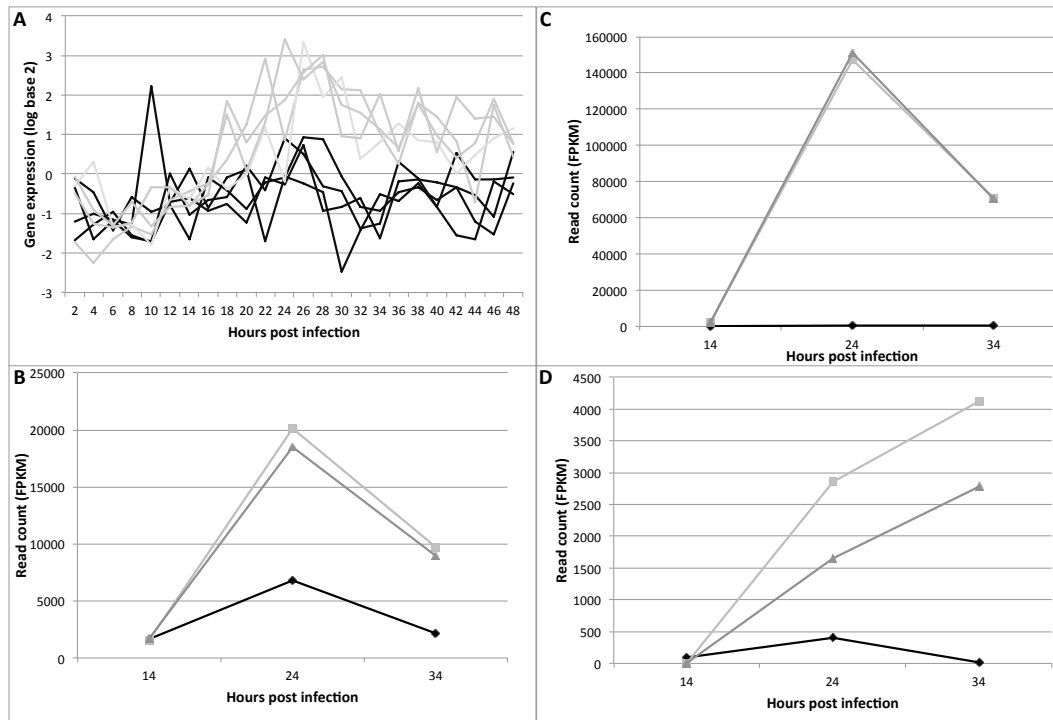 A
Gene expression (log base 2)
4
3
2
1
0
-1
-2
-3
2 4 6 8 10 12 14 16 18 20 22 24 26 28 30 32 34 36 38 40 42 44 46 48
Hours post infection
C
Read count (FPKM)
160000
140000
120000
100000
80000
60000
40000
20000
0
14 24 34
Hours post infection
B
Read count (FPKM)
25000
20000
15000
10000
5000
0
14 24 34
Hours post infection
D
Read count (FPKM)
4500
4000
3500
3000
2500
2000
1500
1000
500
0
14 24 34
Hours post infection